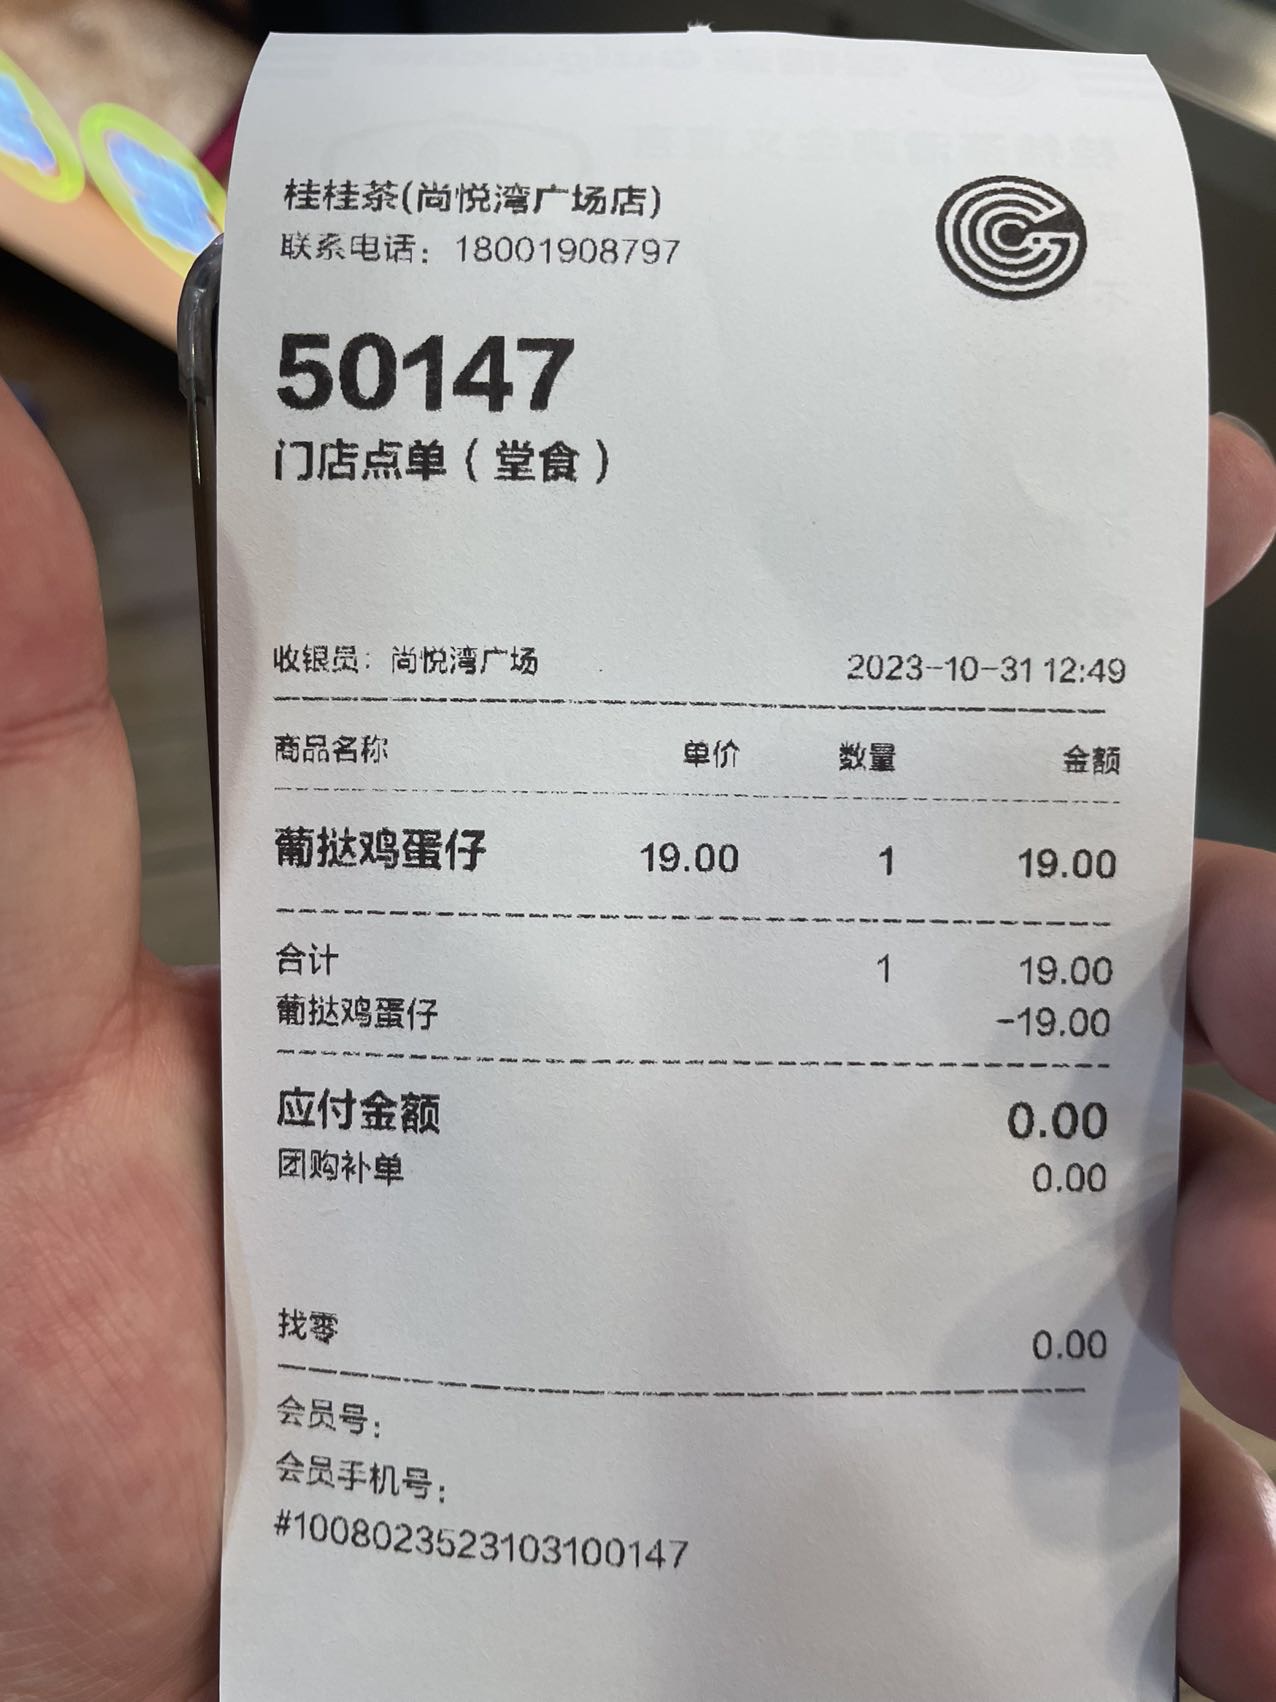 桂桂茶(尚悦湾广场店)
联系电话：18001908797
50147
门店点单（堂食）
收银员：尚悦湾广场 2023-10-31 12:49
商品名称 单价 数量 金额
葡挞鸡蛋仔 19.00 1 19.00
合计 1 19.00
葡挞鸡蛋仔 -19.00
应付金额 0.00
团购补单 0.00
找零 0.00
会员号：
会员手机号：
#1008023523103100147